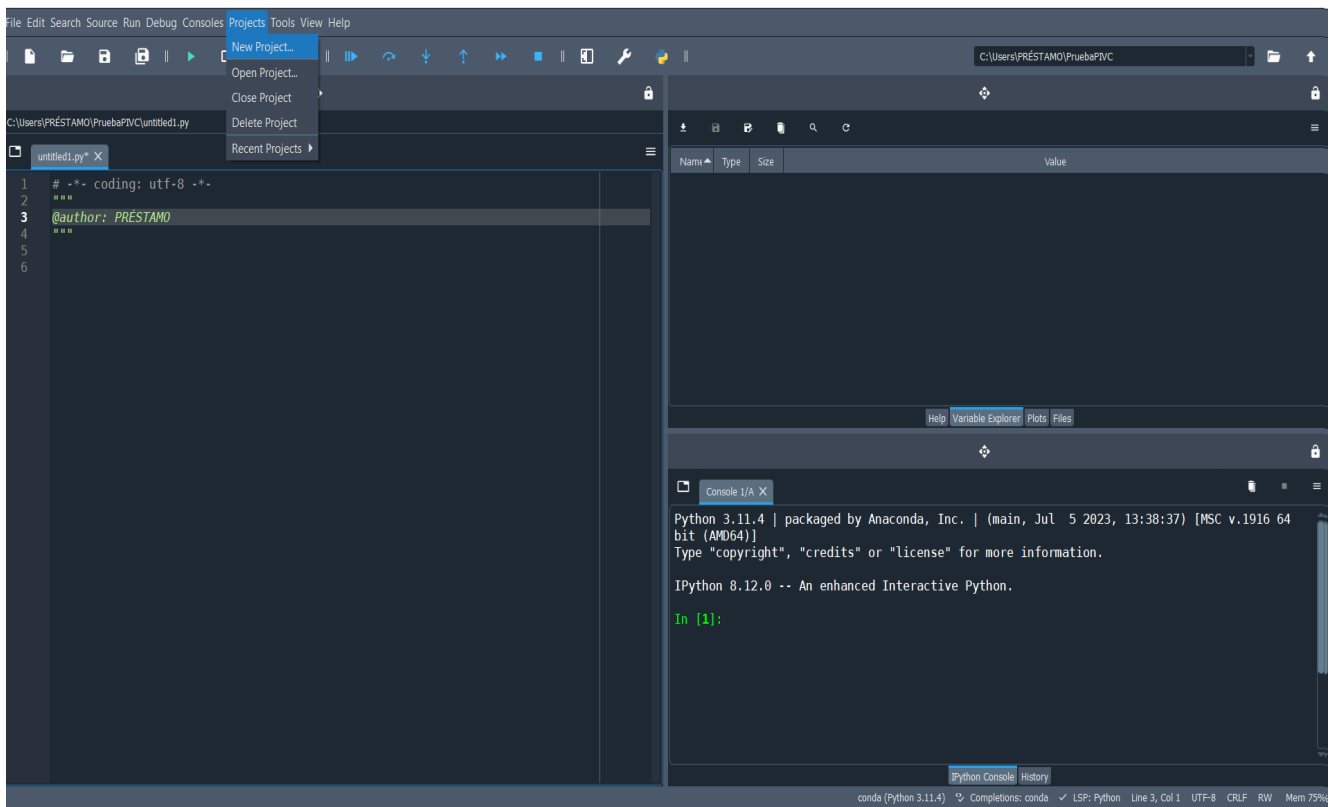 File Edit Search Source Run Debug Consoles Projects Tools View Help
New Project...
Open Project...
Close Project
Delete Project
Recent Projects
C:\Users\PRÉSTAMO\PruebaPIVC
C:\Users\PRÉSTAMO\PruebaPIVC\untitled1.py
untitled1.py*
1 # -*- coding: utf-8 -*-
2 """
3 @author: PRÉSTAMO
4 """
5
6
Name Type Size Value
Help Variable Explorer Plots Files
Console 1/A
Python 3.11.4 | packaged by Anaconda, Inc. | (main, Jul 5 2023, 13:38:37) [MSC v.1916 64
bit (AMD64)]
Type "copyright", "credits" or "license" for more information.
IPython 8.12.0 -- An enhanced Interactive Python.
In [1]:
IPython Console History
conda (Python 3.11.4) Completions: conda LSP: Python Line 3, Col 1 UTF-8 CRLF RW Mem 75%